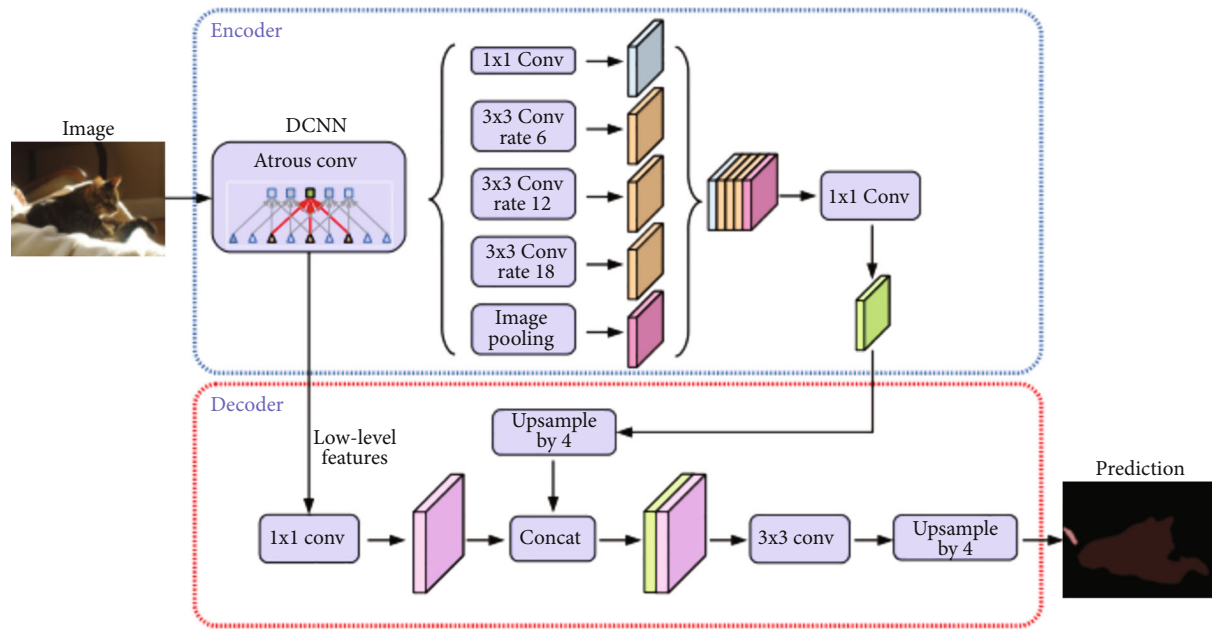 Encoder
Image
DCNN
Atrous conv
1x1 Conv
3x3 Conv
rate 6
3x3 Conv
rate 12
3x3 Conv
rate 18
Image
pooling
1x1 Conv
Decoder
Low-level
features
Upsample
by 4
1x1 conv
Concat
3x3 conv
Upsample
by 4
Prediction